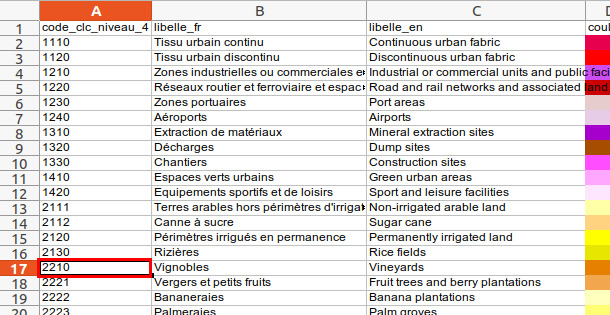 A B C
1 code_clc_niveau_4 libelle_fr libelle_en coul
2 1110 Tissu urbain continu Continuous urban fabric
3 1120 Tissu urbain discontinu Discontinuous urban fabric
4 1210 Zones industrielles ou commerciales e Industrial or commercial units and public faci
5 1220 Réseaux routier et ferroviaire et espac Road and rail networks and associated land
6 1230 Zones portuaires Port areas
7 1240 Aéroports Airports
8 1310 Extraction de matériaux Mineral extraction sites
9 1320 Décharges Dump sites
10 1330 Chantiers Construction sites
11 1410 Espaces verts urbains Green urban areas
12 1420 Equipements sportifs et de loisirs Sport and leisure facilities
13 2111 Terres arables hors périmètres d'irrigat Non-irrigated arable land
14 2112 Canne à sucre Sugar cane
15 2120 Périmètres irrigués en permanence Permanently irrigated land
16 2130 Rizières Rice fields
17 2210 Vignobles Vineyards
18 2221 Vergers et petits fruits Fruit trees and berry plantations
19 2222 Bananeraies Banana plantations
20 2223 Palmeraies Palm groves